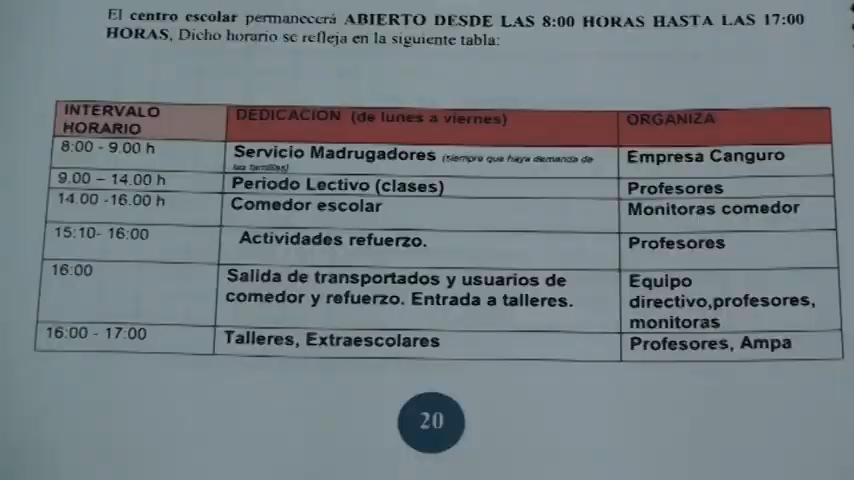 El centro escolar permanecerá ABIERTO DESDE LAS 8:00 HORAS HASTA LAS 17:00
HORAS, Dicho horario se refleja en la siguiente tabla:
INTERVALO
HORARIO
DEDICACION (de lunes a viernes)
ORGANIZA
8:00 - 9.00 h
Servicio Madrugadores (siempre que haya demanda de
las familias)
Empresa Canguro
9.00 – 14.00 h
Periodo Lectivo (clases)
Profesores
14.00 -16.00 h
Comedor escolar
Monitoras comedor
15:10- 16:00
Actividades refuerzo.
Profesores
16:00
Salida de transportados y usuarios de
comedor y refuerzo. Entrada a talleres.
Equipo
directivo,profesores,
monitoras
16:00 - 17:00
Talleres, Extraescolares
Profesores, Ampa
20